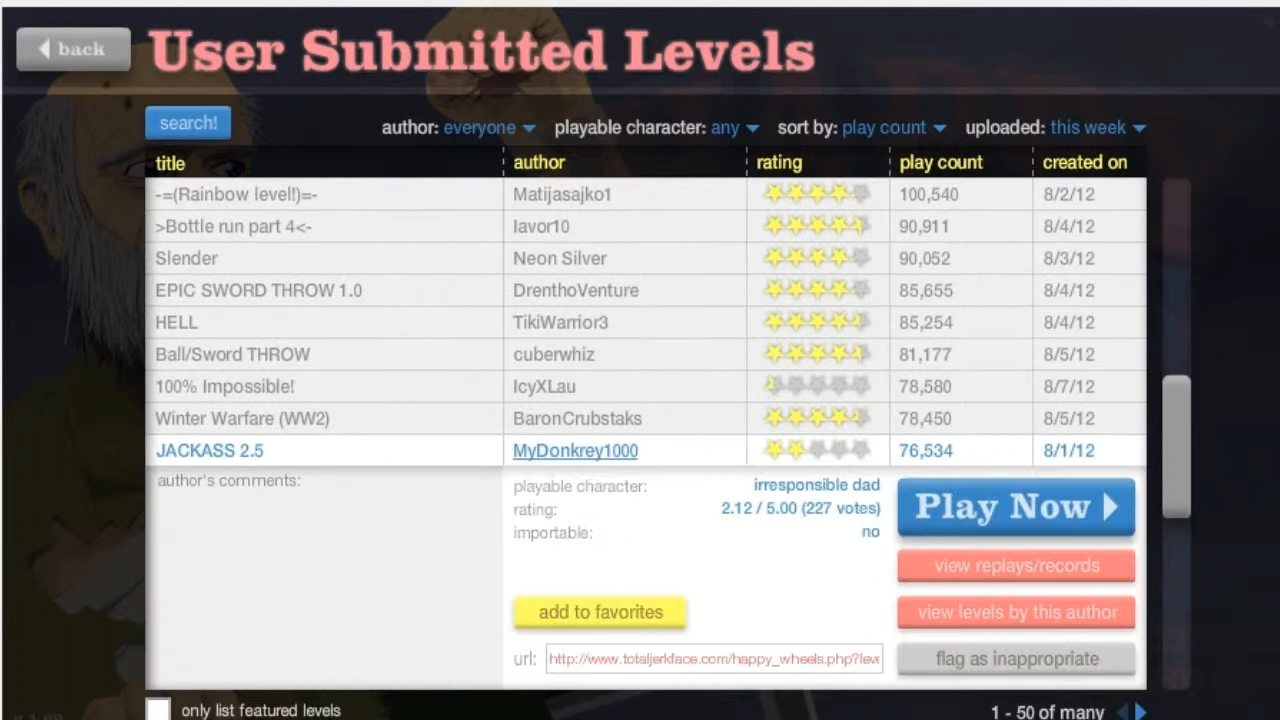 back
User Submitted Levels
search!
author: everyone playable character: any sort by: play count uploaded: this week
title author rating play count created on
-=(Rainbow level!)=- Matijasajko1 100,540 8/2/12
>Bottle run part 4<- lavor10 90,911 8/4/12
Slender Neon Silver 90,052 8/3/12
EPIC SWORD THROW 1.0 DrenthoVenture 85,655 8/4/12
HELL TikiWarrior3 85,254 8/4/12
Ball/Sword THROW cuberwhiz 81,177 8/5/12
100% Impossible! IcyXLau 78,580 8/7/12
Winter Warfare (WW2) BaronCrubstaks 78,450 8/5/12
JACKASS 2.5 MyDonkrey1000 76,534 8/1/12
author's comments:
playable character: irresponsible dad
rating: 2.12 / 5.00 (227 votes)
importable: no
Play Now
view replays/records
add to favorites
view levels by this author
url: http://www.totaljerkface.com/happy_wheels.php?leve
flag as inappropriate
only list featured levels
1 - 50 of many